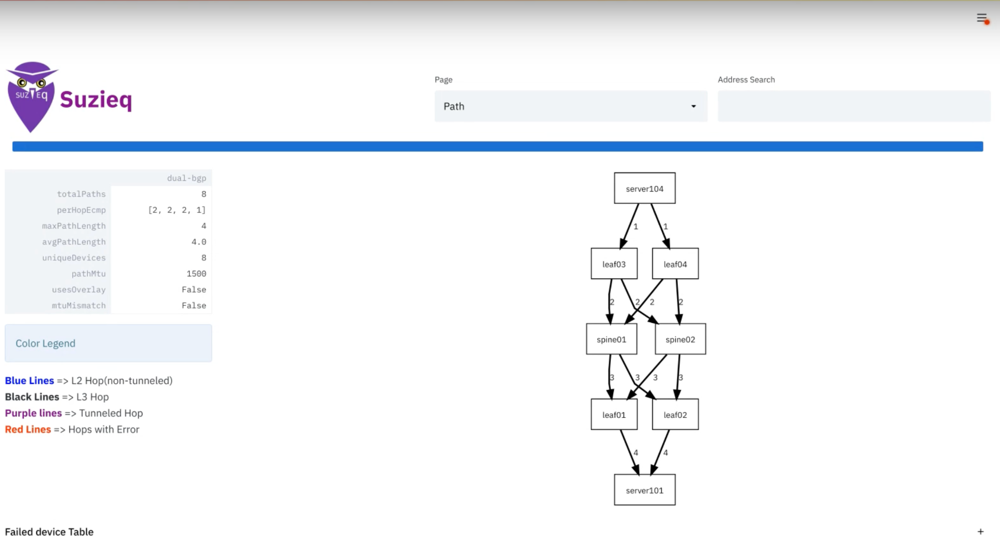 Page
Address Search
SUZIEq
Suzieq
Path
dual-bgp
totalPaths 8
perHopEcmp [2, 2, 2, 1]
maxPathLength 4
avgPathLength 4.0
uniqueDevices 8
pathMtu 1500
usesOverlay False
mtuMismatch False
Color Legend
Blue Lines => L2 Hop(non-tunneled)
Black Lines => L3 Hop
Purple lines => Tunneled Hop
Red Lines => Hops with Error
server104
1 1
leaf03 leaf04
2 2 2 2
spine01 spine02
3 3 3 3
leaf01 leaf02
4 4
server101
Failed device Table +